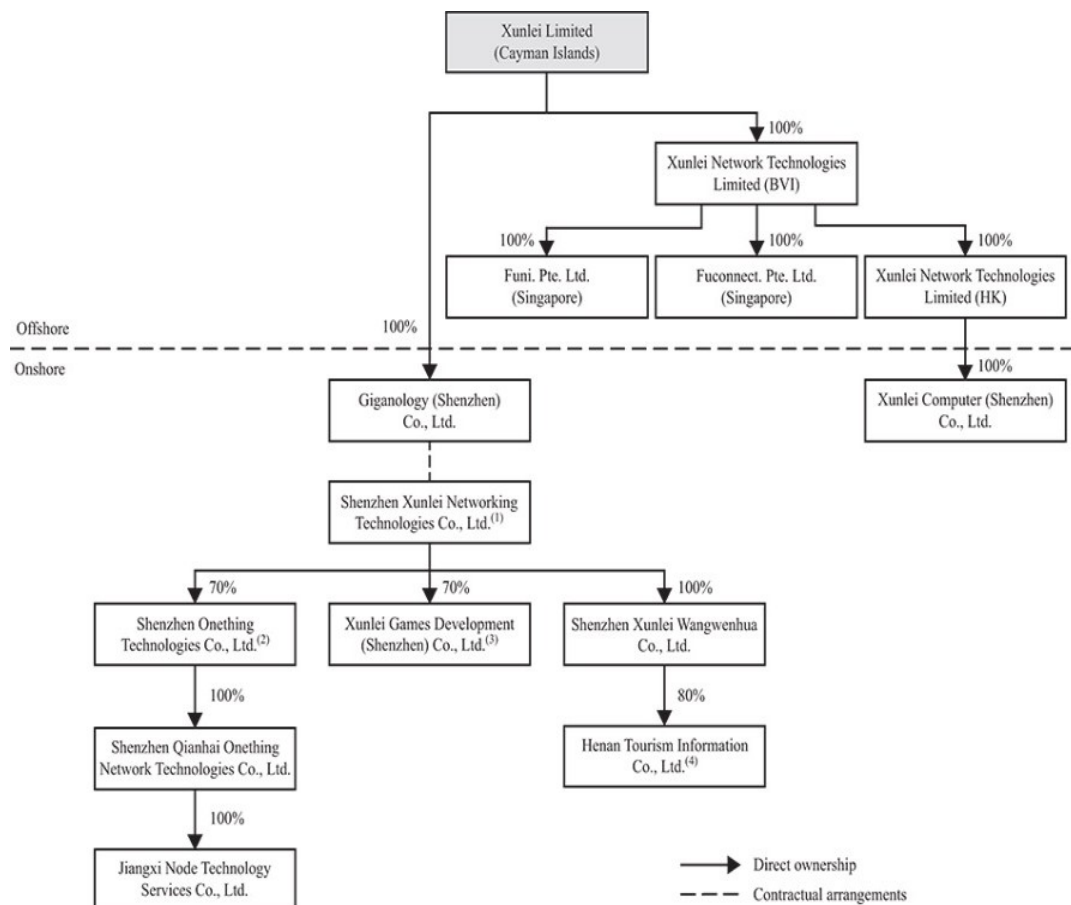 Xunlei Limited
(Cayman Islands)
100%
Xunlei Network Technologies
Limited (BVI)
100%
100%
100%
Funi. Pte. Ltd.
(Singapore)
Fuconnect. Pte. Ltd.
(Singapore)
Xunlei Network Technologies
Limited (HK)
Offshore
100%
Onshore
100%
Giganology (Shenzhen)
Co., Ltd.
Xunlei Computer (Shenzhen)
Co., Ltd.
Shenzhen Xunlei Networking
Technologies Co., Ltd.(1)
70%
70%
100%
Shenzhen Onething
Technologies Co., Ltd.(2)
Xunlei Games Development
(Shenzhen) Co., Ltd.(3)
Shenzhen Xunlei Wangwenhua
Co., Ltd.
100%
80%
Shenzhen Qianhai Onething
Network Technologies Co., Ltd.
Henan Tourism Information
Co., Ltd.(4)
100%
Jiangxi Node Technology
Services Co., Ltd.
Direct ownership
Contractual arrangements